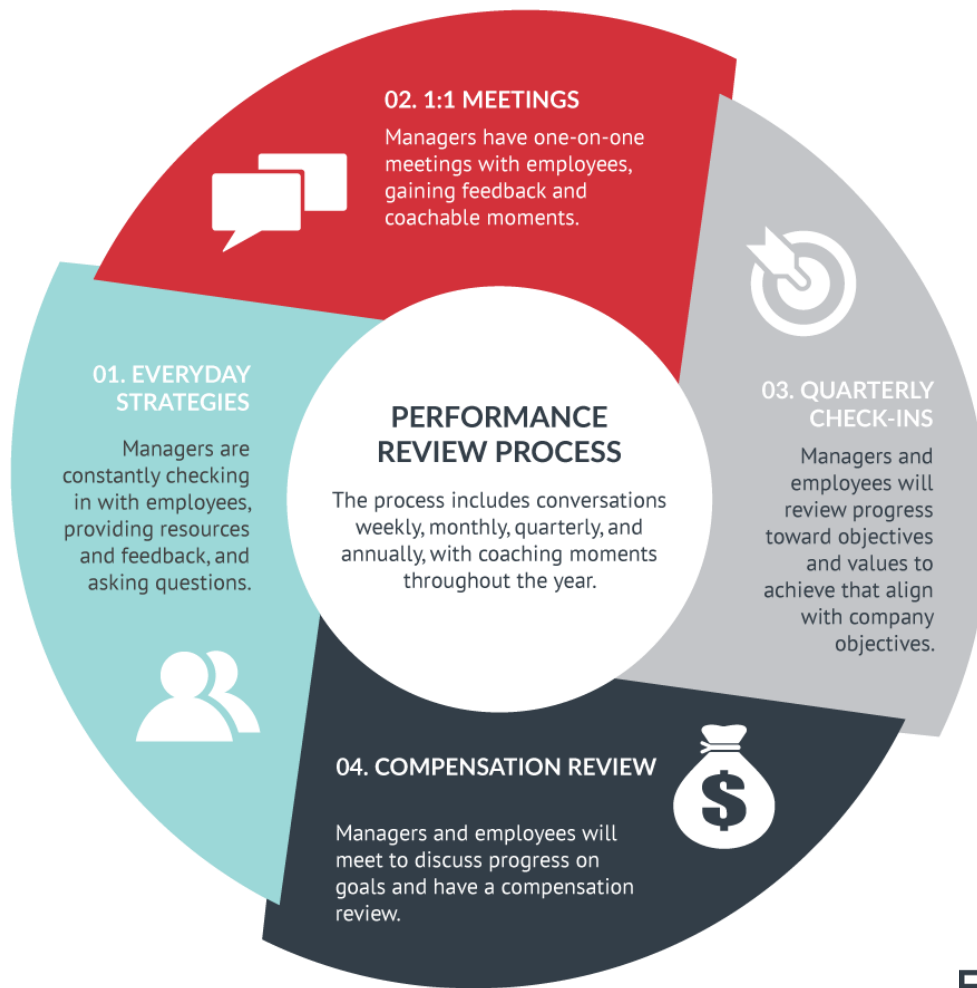 02. 1:1 MEETINGS
Managers have one-on-one
meetings with employees,
gaining feedback and
coachable moments.
01. EVERYDAY
STRATEGIES
Managers are
constantly checking
in with employees,
providing resources
and feedback, and
asking questions.
PERFORMANCE
REVIEW PROCESS
The process includes conversations
weekly, monthly, quarterly, and
annually, with coaching moments
throughout the year.
03. QUARTERLY
CHECK-INS
Managers and
employees will
review progress
toward objectives
and values to
achieve that align
with company
objectives.
04. COMPENSATION REVIEW
$
Managers and employees will
meet to discuss progress on
goals and have a compensation
review.